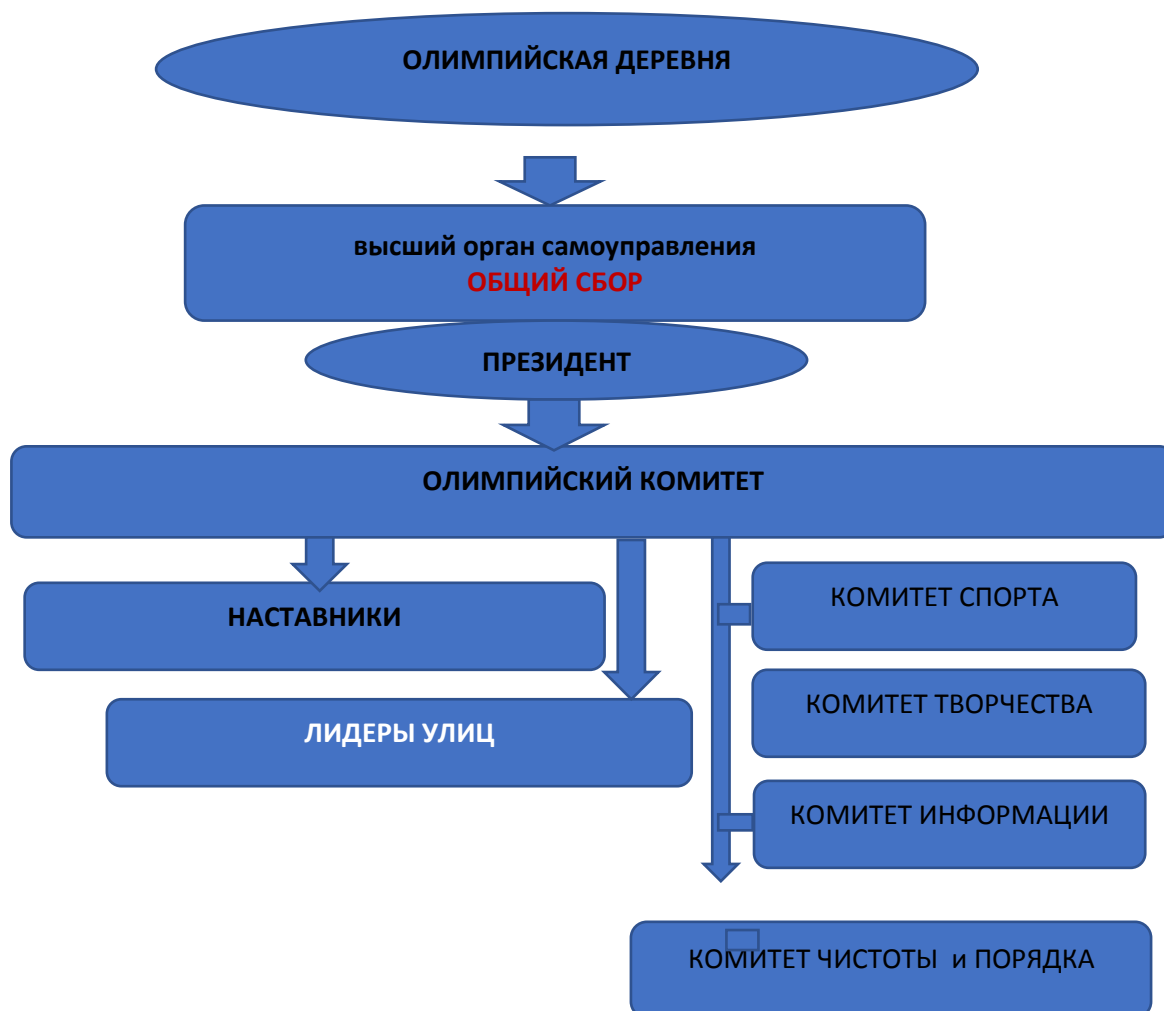 ОЛИМПИЙСКАЯ ДЕРЕВНЯ
высший орган самоуправления
ОБЩИЙ СБОР
ПРЕЗИДЕНТ
ОЛИМПИЙСКИЙ КОМИТЕТ
НАСТАВНИКИ
ЛИДЕРЫ УЛИЦ
КОМИТЕТ СПОРТА
КОМИТЕТ ТВОРЧЕСТВА
КОМИТЕТ ИНФОРМАЦИИ
КОМИТЕТ ЧИСТОТЫ и ПОРЯДКА